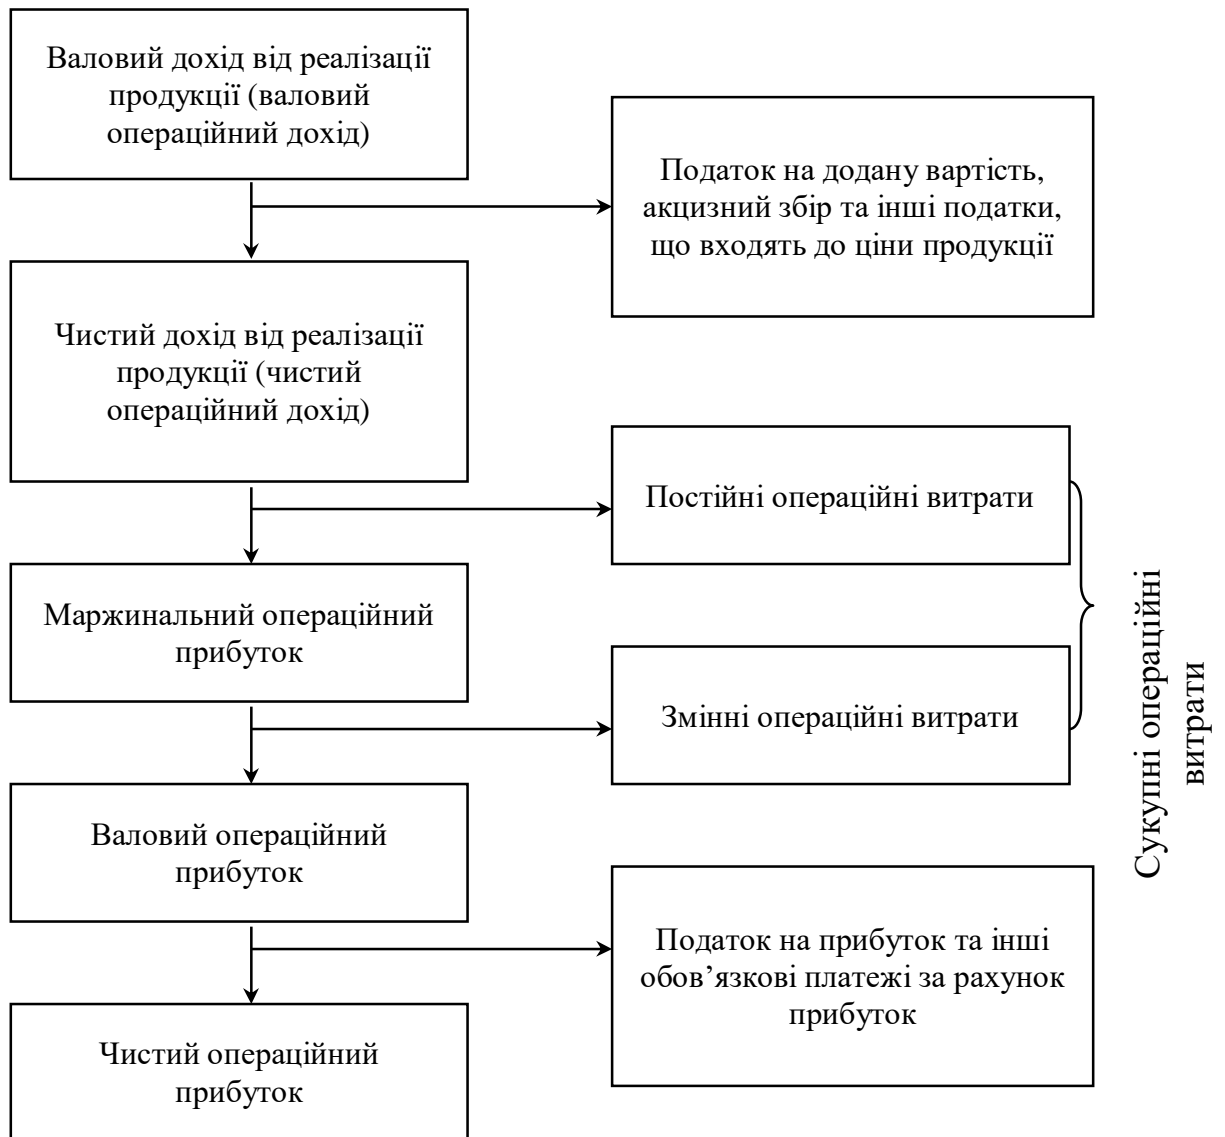 Валовий дохід від реалізації
продукції (валовий
операційний дохід)
Податок на додану вартість,
акцизний збір та інші податки,
що входять до ціни продукції
Чистий дохід від реалізації
продукції (чистий
операційний дохід)
Постійні операційні витрати
Маржинальний операційний
прибуток
Змінні операційні витрати
Сукупні операційні
витрати
Валовий операційний
прибуток
Податок на прибуток та інші
обов’язкові платежі за рахунок
прибуток
Чистий операційний
прибуток